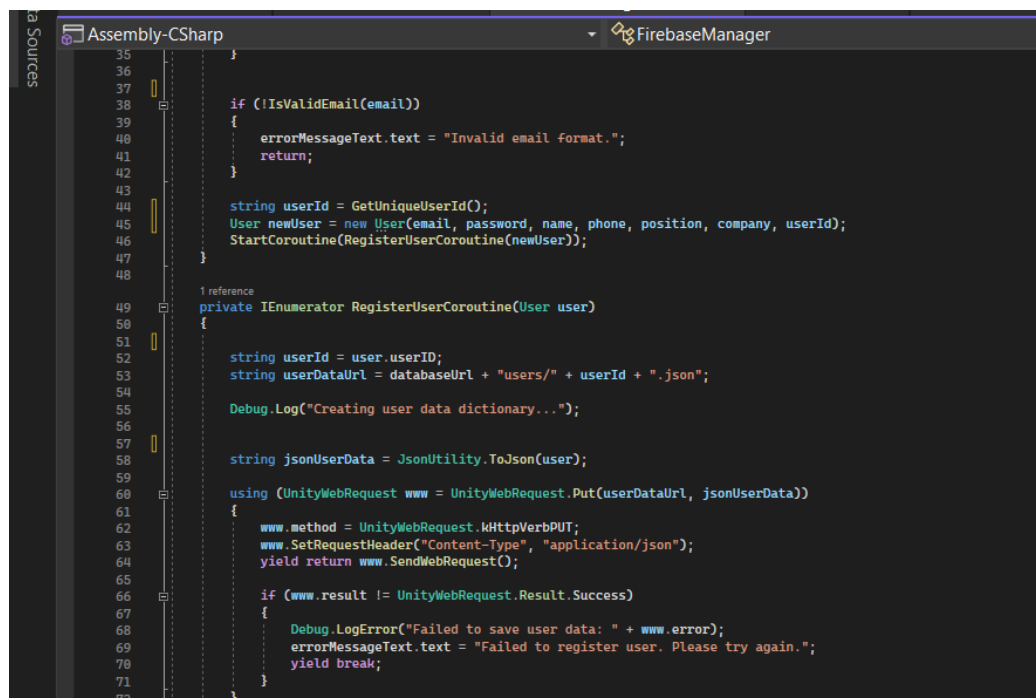 ta Sources
Assembly-CSharp FirebaseManager
35 }
36
37
38 if (!IsValidEmail(email))
39 {
40 errorMessageText.text = "Invalid email format.";
41 return;
42 }
43
44 string userId = GetUniqueUserId();
45 User newUser = new User(email, password, name, phone, position, company, userId);
46 StartCoroutine(RegisterUserCoroutine(newUser));
47 }
48
1 reference
49 private IEnumerator RegisterUserCoroutine(User user)
50 {
51
52 string userId = user.userID;
53 string userDataUrl = databaseUrl + "users/" + userId + ".json";
54
55 Debug.Log("Creating user data dictionary...");
56
57
58 string jsonUserData = JsonUtility.ToJson(user);
59
60 using (UnityWebRequest www = UnityWebRequest.Put(userDataUrl, jsonUserData))
61 {
62 www.method = UnityWebRequest.kHttpVerbPUT;
63 www.SetRequestHeader("Content-Type", "application/json");
64 yield return www.SendWebRequest();
65
66 if (www.result != UnityWebRequest.Result.Success)
67 {
68 Debug.LogError("Failed to save user data: " + www.error);
69 errorMessageText.text = "Failed to register user. Please try again.";
70 yield break;
71 }
72 }